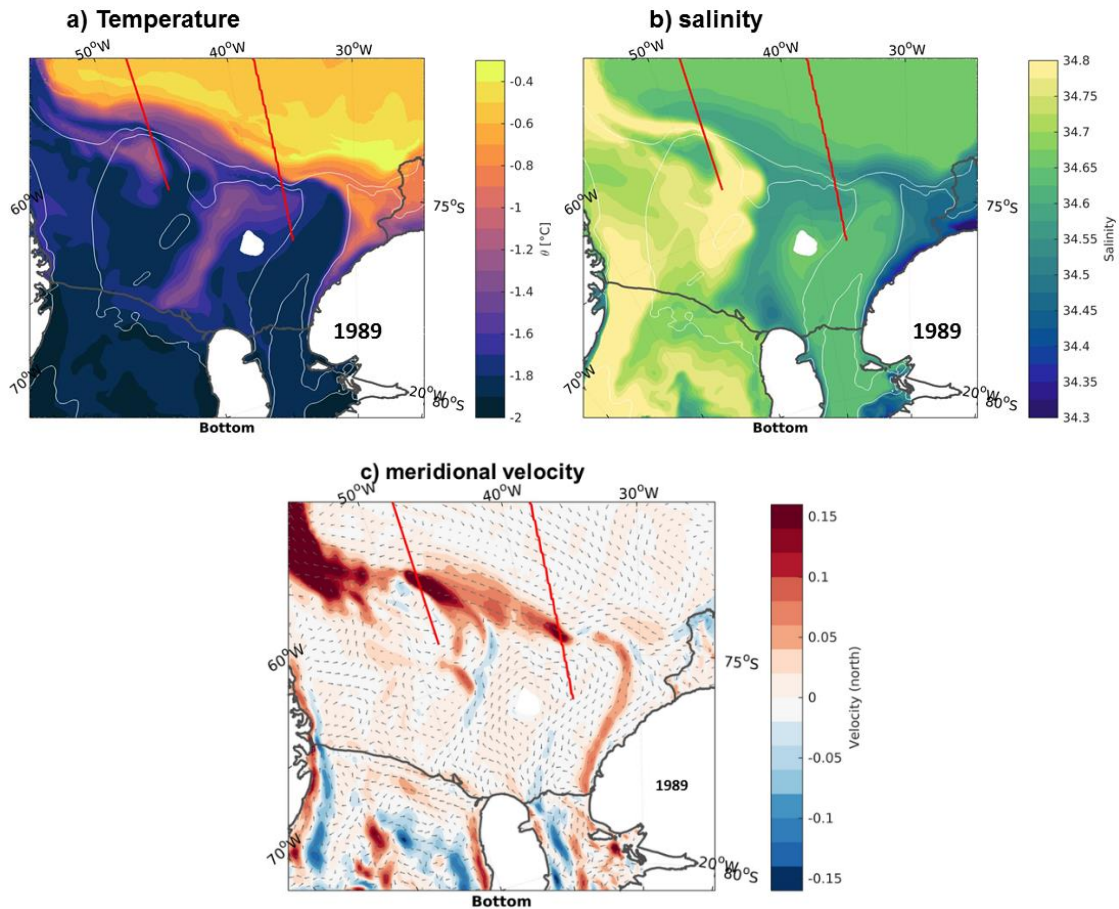 a) Temperature
50°W
40°W
30°W
60°W
75°S
70°W
20°W
80°S
1989
Bottom
-0.4
-0.6
-0.8
-1
-1.2
-1.4
-1.6
-1.8
-2
θ [°C]
b) salinity
50°W
40°W
30°W
60°W
75°S
70°W
20°W
80°S
1989
Bottom
34.8
34.75
34.7
34.65
34.6
34.55
34.5
34.45
34.4
34.35
34.3
Salinity
c) meridional velocity
50°W
40°W
30°W
60°W
75°S
70°W
20°W
80°S
1989
Bottom
0.15
0.1
0.05
0
-0.05
-0.1
-0.15
Velocity (north)